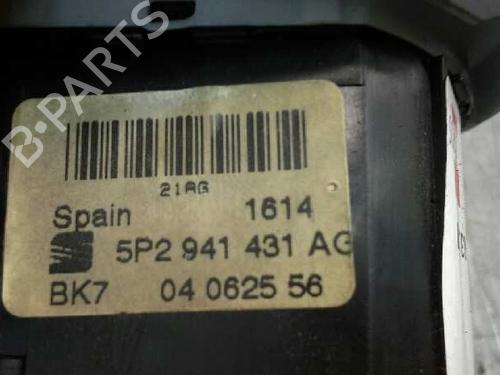 B-PARTS
21AG
Spain 1614
5P2 941 431 AG
BK7 04 0625 56